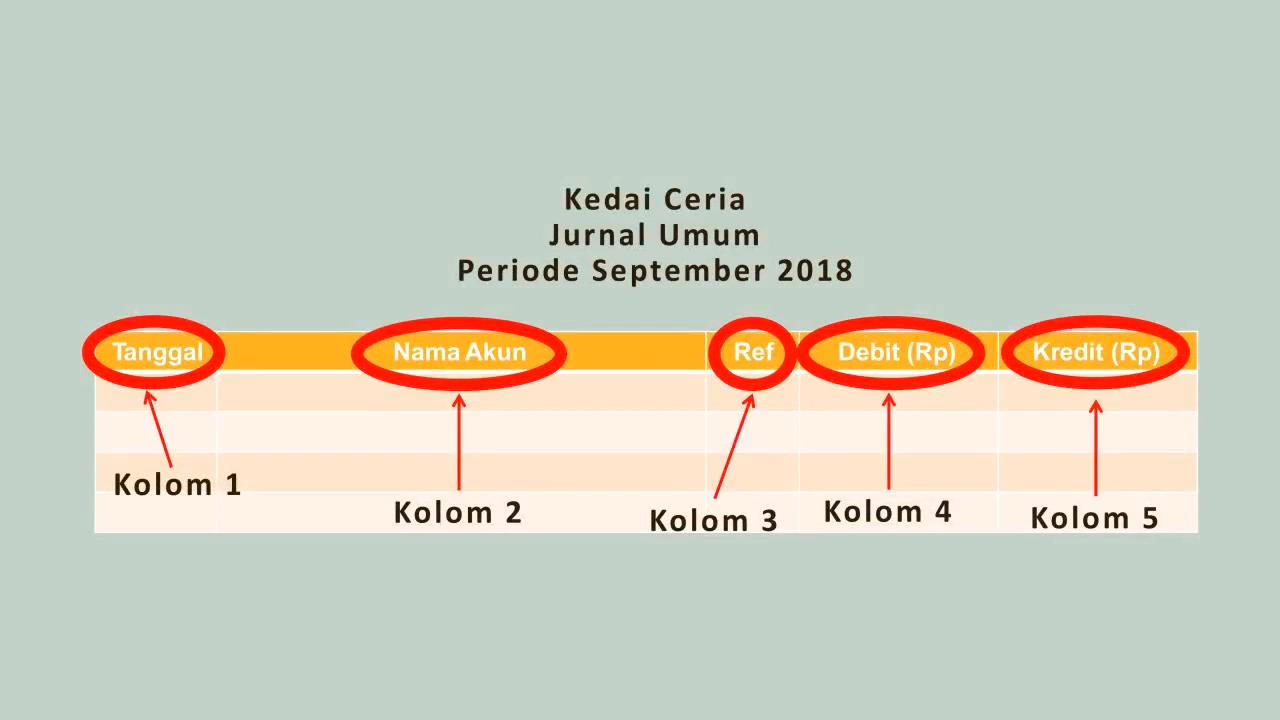 Kedai Ceria
Jurnal Umum
Periode September 2018
Tanggal Nama Akun Ref Debit (Rp) Kredit (Rp)
Kolom 1 Kolom 2 Kolom 3 Kolom 4 Kolom 5